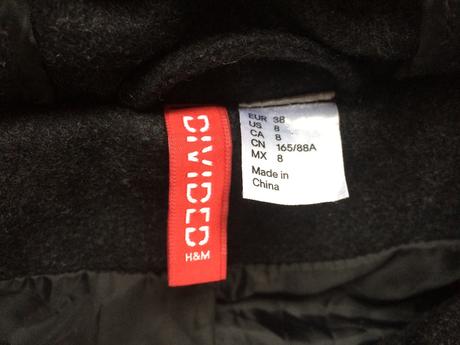 DIVIDED
H&M
EUR 38
US 8
CA 8
CN 165/88A
MX 8
Made in
China